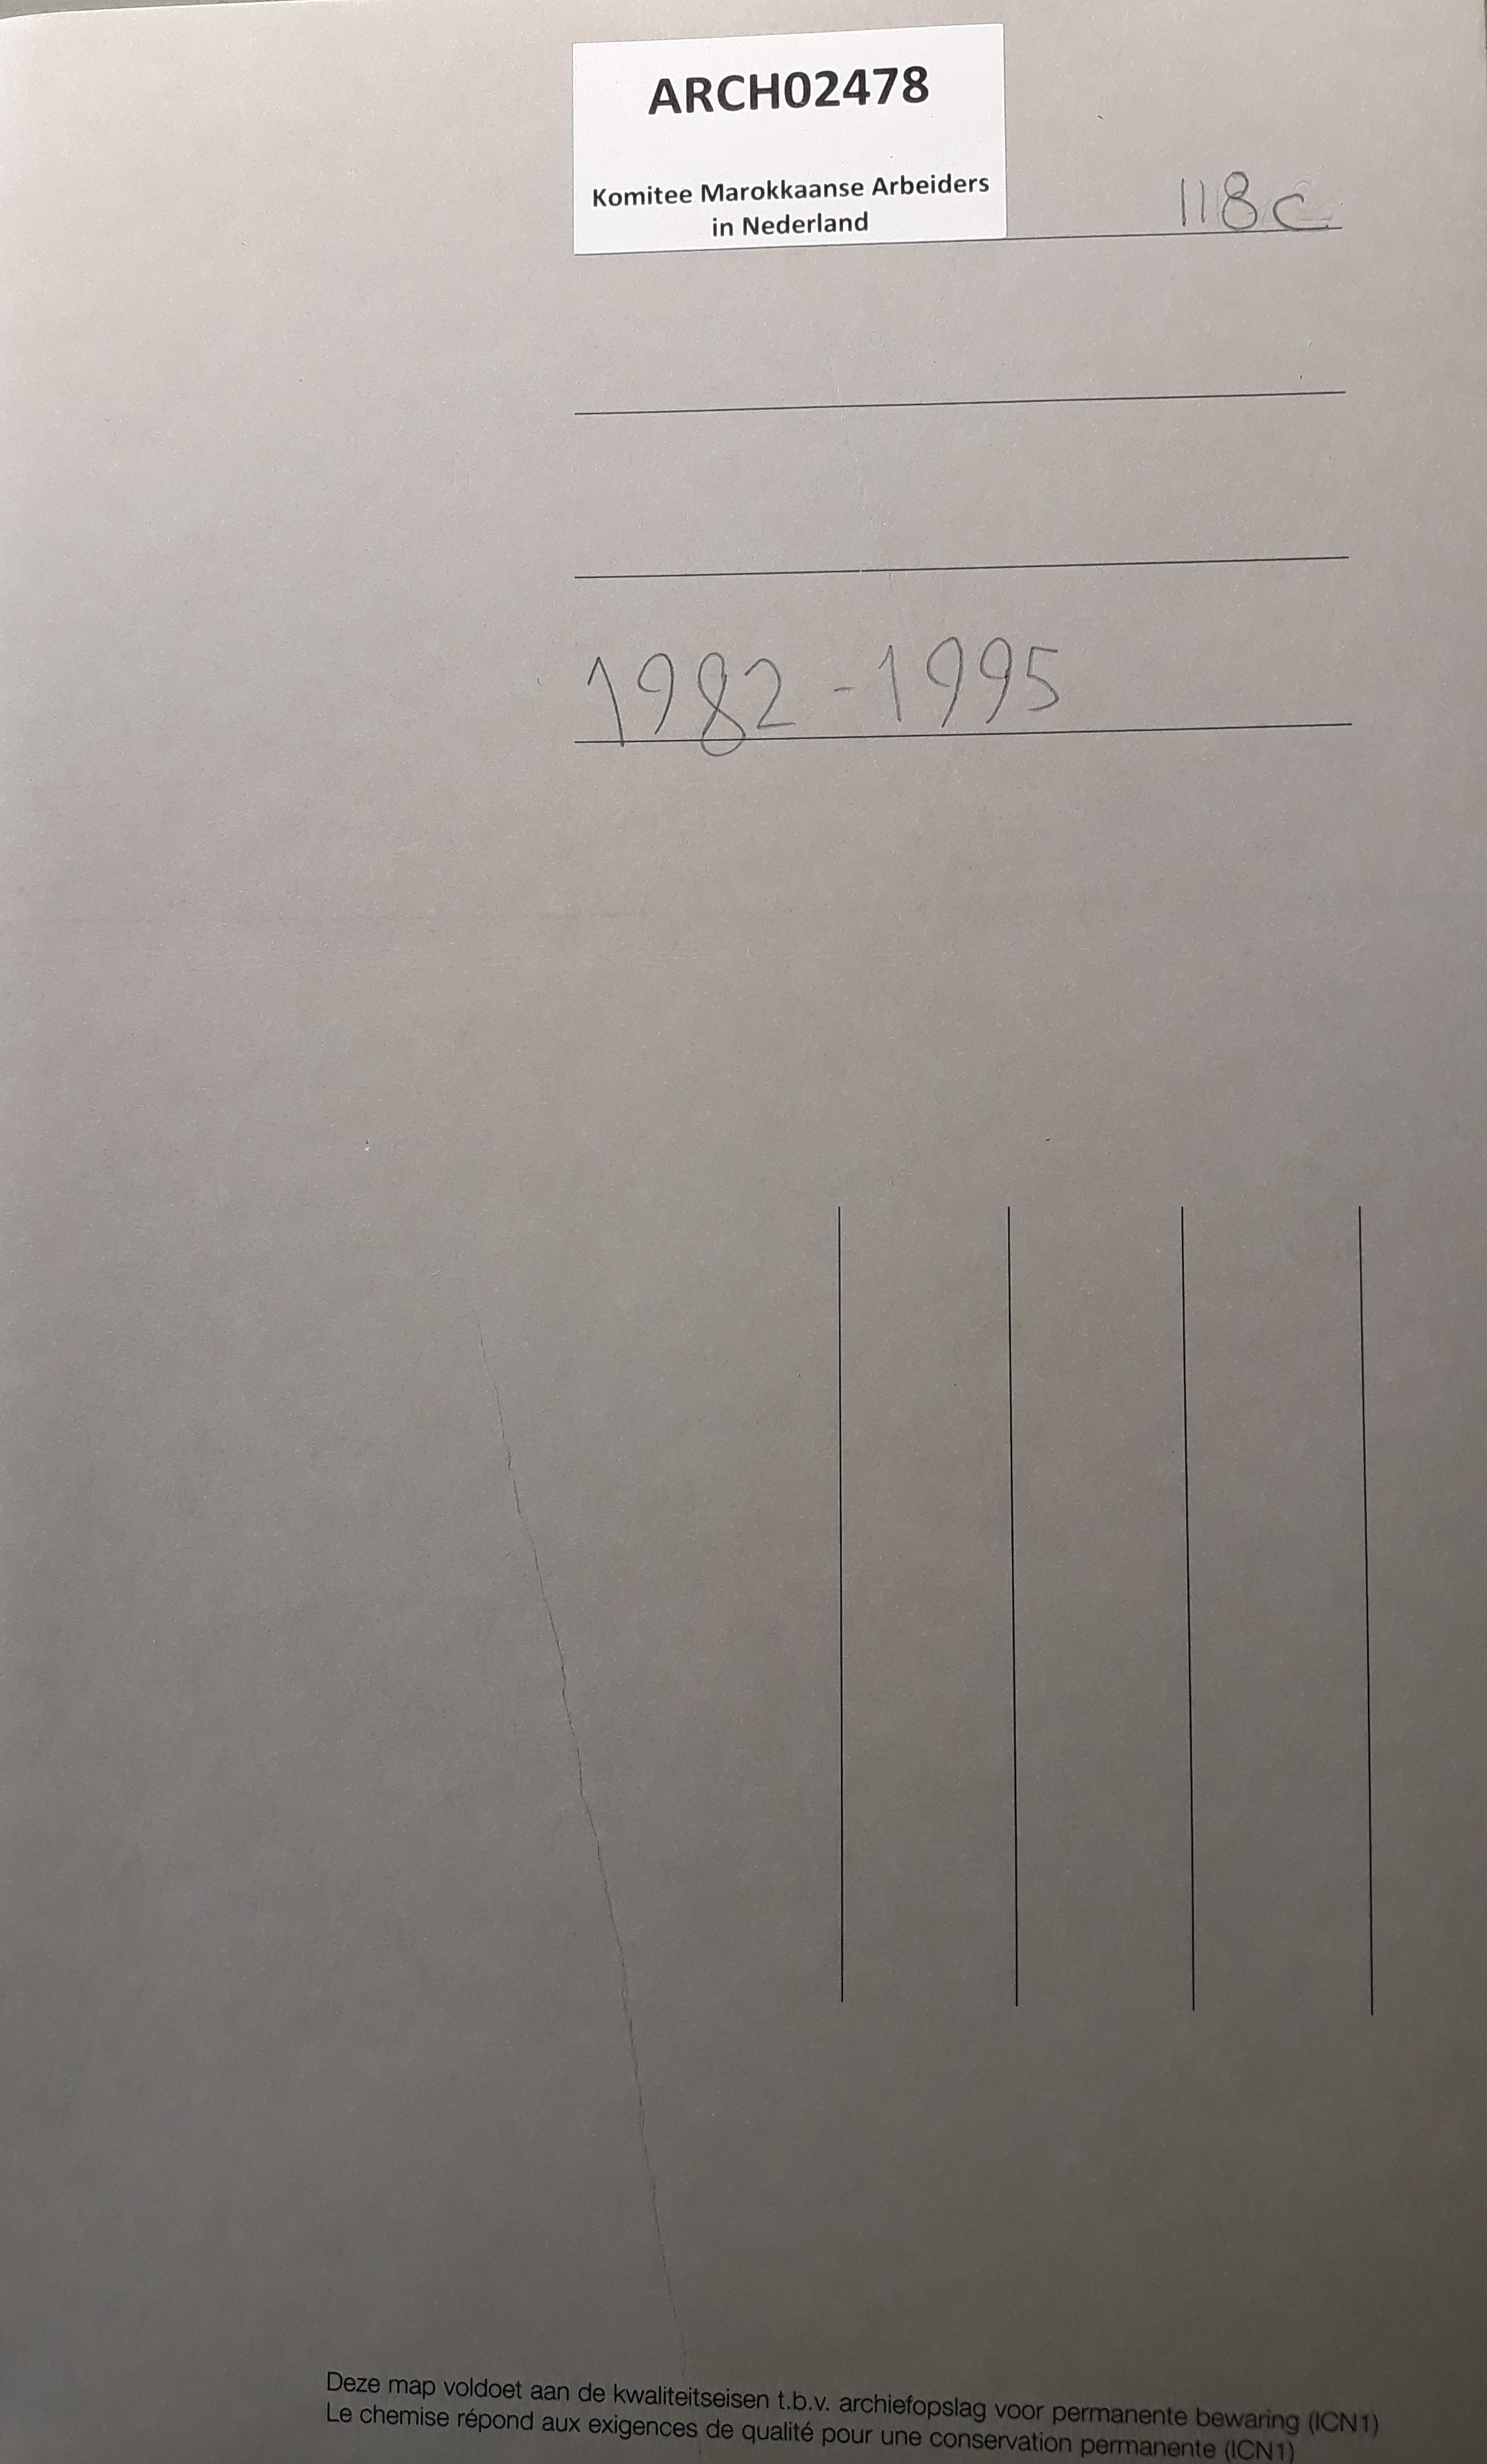 ARCH02478
Komitee Marokkaanse Arbeiders
in Nederland
118c
1982-1995
Deze map voldoet aan de kwaliteitseisen t.b.v. archiefopslag voor permanente bewaring (ICN1)
Le chemise répond aux exigences de qualité pour une conservation permanente (ICN1)